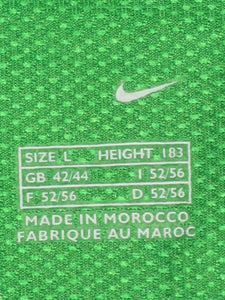 SIZE L HEIGHT 183
GB 42/44 I 52/56
F 52/56 D 52/56
MADE IN MOROCCO
FABRIQUE AU MAROC